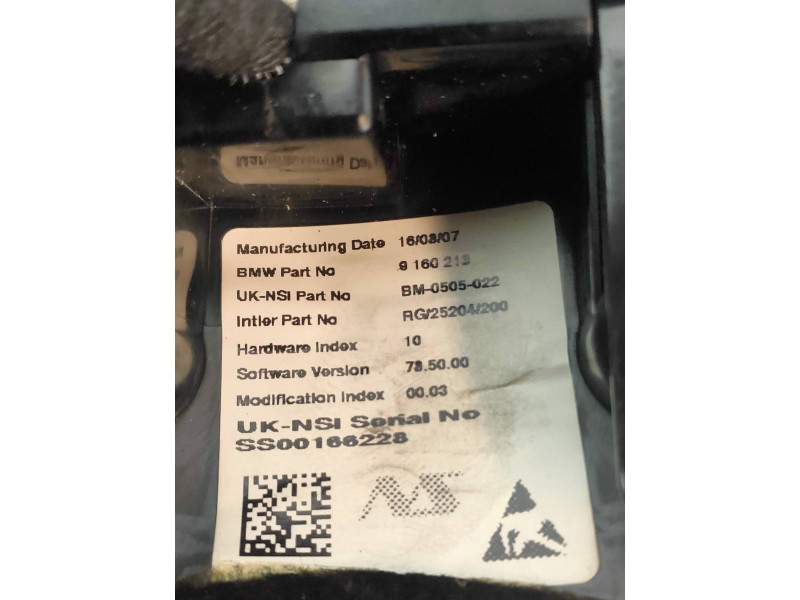 Manufacturing Date 16/08/07
BMW Part No 9 160 213
UK-NSI Part No BM-0505-022
Intier Part No RG/25204/200
Hardware Index 10
Software Version 78.50.00
Modification Index 00.03
UK-NSI Serial No
SS00166228
NS